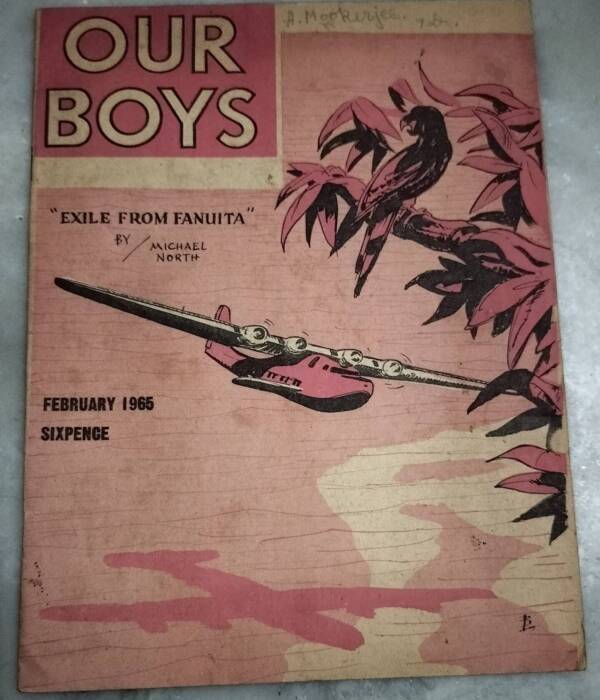 OUR
BOYS
A. Mookerjee.
"EXILE FROM FANUITA"
BY / MICHAEL
NORTH
FEBRUARY 1965
SIXPENCE